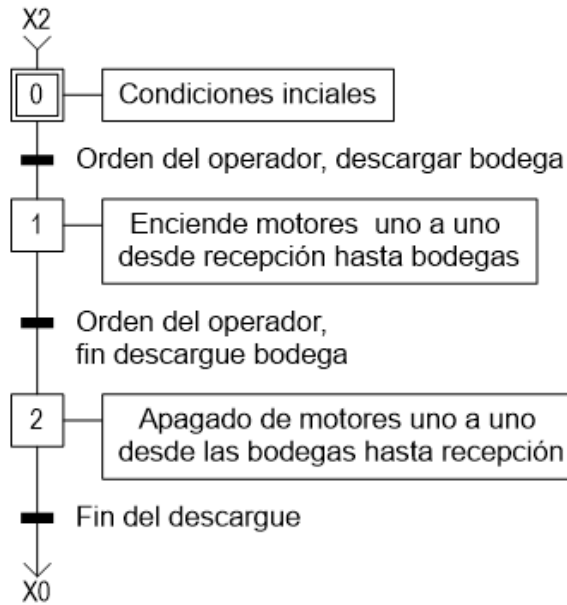 X2
0
Condiciones inciales
Orden del operador, descargar bodega
1
Enciende motores uno a uno
desde recepción hasta bodegas
Orden del operador,
fin descargue bodega
2
Apagado de motores uno a uno
desde las bodegas hasta recepción
Fin del descargue
X0